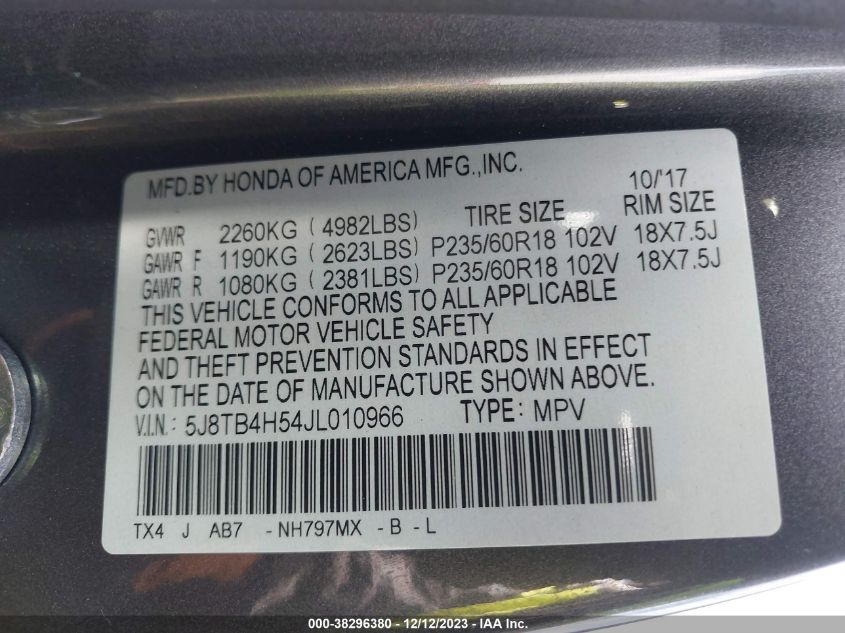 MFD.BY HONDA OF AMERICA MFG.,INC. 10/'17
TIRE SIZE RIM SIZE
GVWR 2260KG ( 4982LBS)
GAWR F 1190KG ( 2623LBS) P235/60R18 102V 18X7.5J
GAWR R 1080KG ( 2381LBS) P235/60R18 102V 18X7.5J
THIS VEHICLE CONFORMS TO ALL APPLICABLE
FEDERAL MOTOR VEHICLE SAFETY
AND THEFT PREVENTION STANDARDS IN EFFECT
ON THE DATE OF MANUFACTURE SHOWN ABOVE.
V.I.N.: 5J8TB4H54JL010966 TYPE: MPV
TX4 J AB7 -NH797MX -B -L
000-38296380 - 12/12/2023 - IAA Inc.